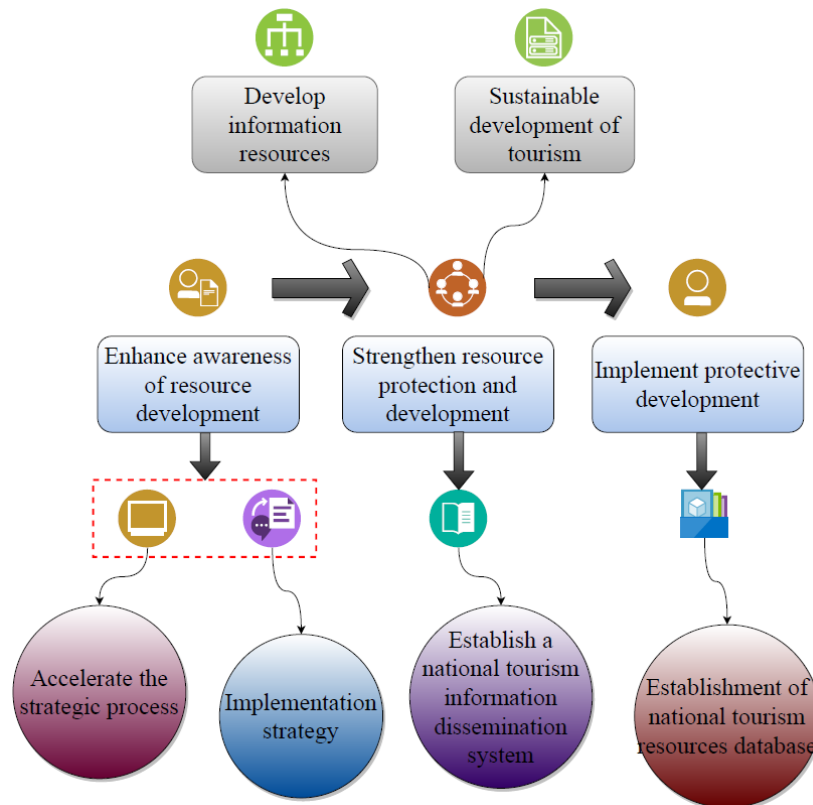 Develop
information
resources
Sustainable
development of
tourism
Enhance awareness
of resource
development
Strengthen resource
protection and
development
Implement protective
development
Accelerate the
strategic process
Implementation
strategy
Establish a
national tourism
information
dissemination
system
Establishment of
national tourism
resources database